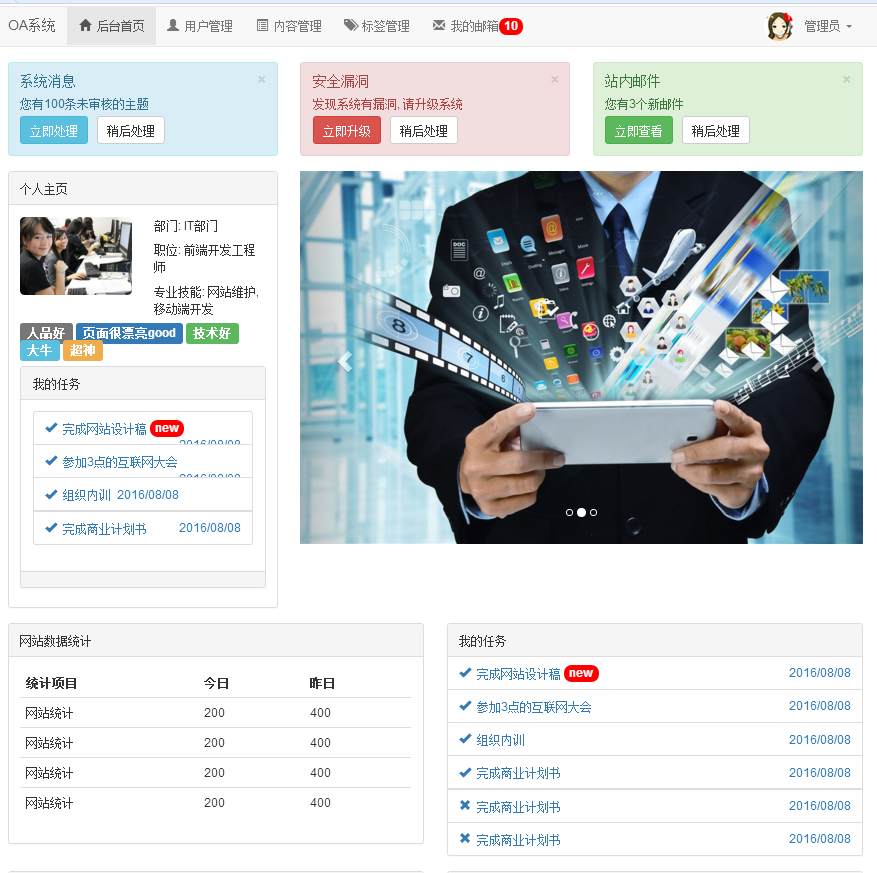 OA系统 后台首页 用户管理 内容管理 标签管理 我的邮箱 10 管理员
系统消息 ×
您有100条未审核的主题
立即处理 稍后处理
安全漏洞 ×
发现系统有漏洞, 请升级系统
立即升级 稍后处理
站内邮件 ×
您有3个新邮件
立即查看 稍后处理
个人主页
部门: IT部门
职位: 前端开发工程
师
专业技能: 网站维护,
移动端开发
人品好 页面很漂亮good 技术好
大牛 超神
我的任务
完成网站设计稿 new
2016/08/08
参加3点的互联网大会
2016/08/08
组织内训 2016/08/08
完成商业计划书 2016/08/08
DOC
8
7
6
网站数据统计
统计项目 今日 昨日
网站统计 200 400
网站统计 200 400
网站统计 200 400
网站统计 200 400
我的任务
完成网站设计稿 new 2016/08/08
参加3点的互联网大会 2016/08/08
组织内训 2016/08/08
完成商业计划书 2016/08/08
完成商业计划书 2016/08/08
完成商业计划书 2016/08/08